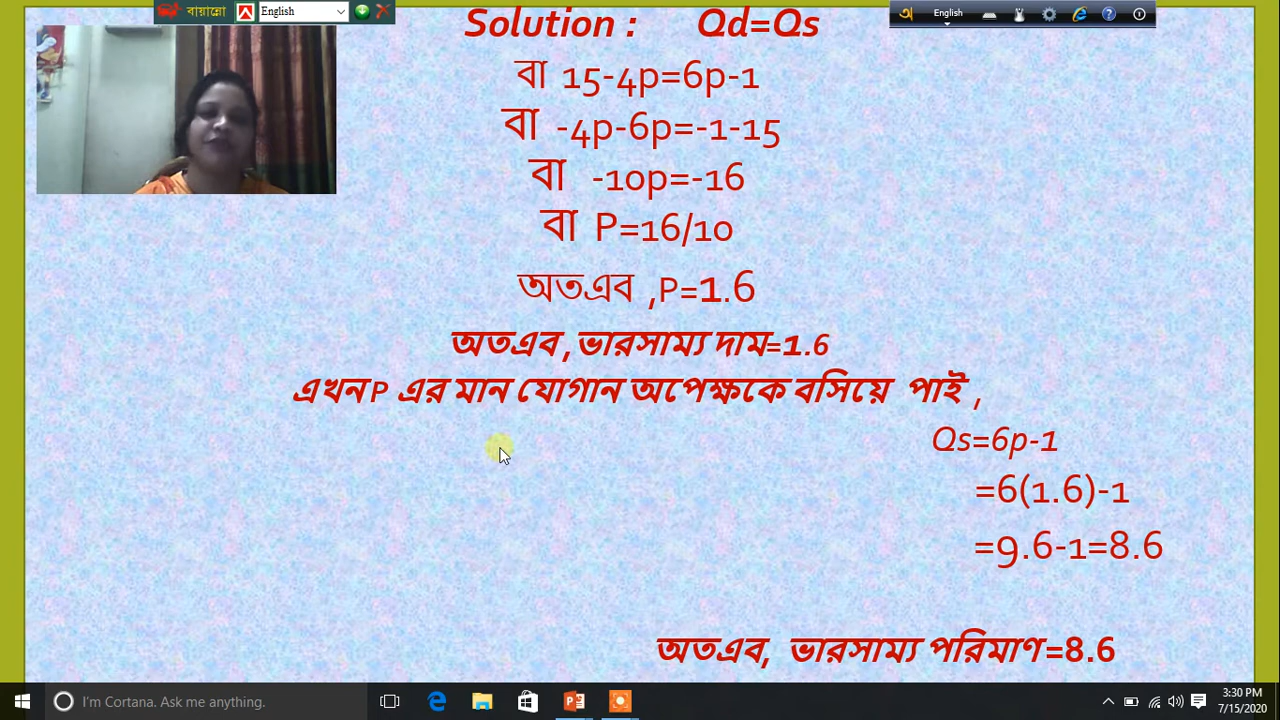 বায়ান্নো English
English
Solution : Qd=Qs
বা 15-4p=6p-1
বা -4p-6p=-1-15
বা -10p=-16
বা P=16/10
অতএব ,P=1.6
অতএব ,ভারসাম্য দাম=1.6
এখন P এর মান যোগান অপেক্ষকে বসিয়ে পাই ,
Qs=6p-1
=6(1.6)-1
=9.6-1=8.6
অতএব, ভারসাম্য পরিমাণ=8.6
I'm Cortana. Ask me anything.
3:30 PM
7/15/2020